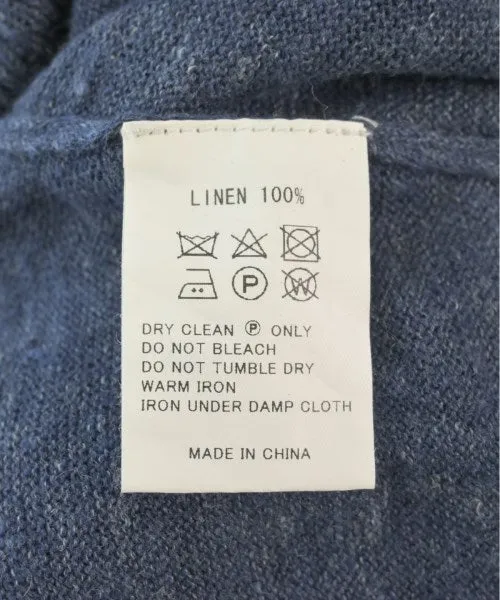 LINEN 100%
P W
DRY CLEAN Ⓟ ONLY
DO NOT BLEACH
DO NOT TUMBLE DRY
WARM IRON
IRON UNDER DAMP CLOTH
MADE IN CHINA